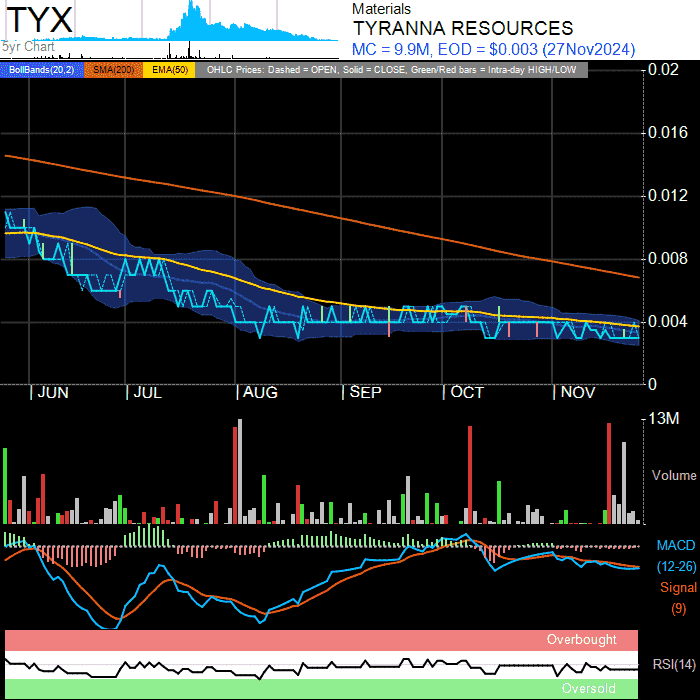 TYX
5yr Chart
Materials
TYRANNA RESOURCES
MC = 9.9M, EOD = $0.003 (27Nov2024)
BollBands(20,2) SMA(200) EMA(50) OHLC Prices: Dashed = OPEN, Solid = CLOSE, Green/Red bars = Intra-day HIGH/LOW
0.02
0.016
0.012
0.008
0.004
0
JUN JUL AUG SEP OCT NOV
13M
Volume
MACD
(12-26)
Signal
(9)
Overbought
RSI(14)
Oversold